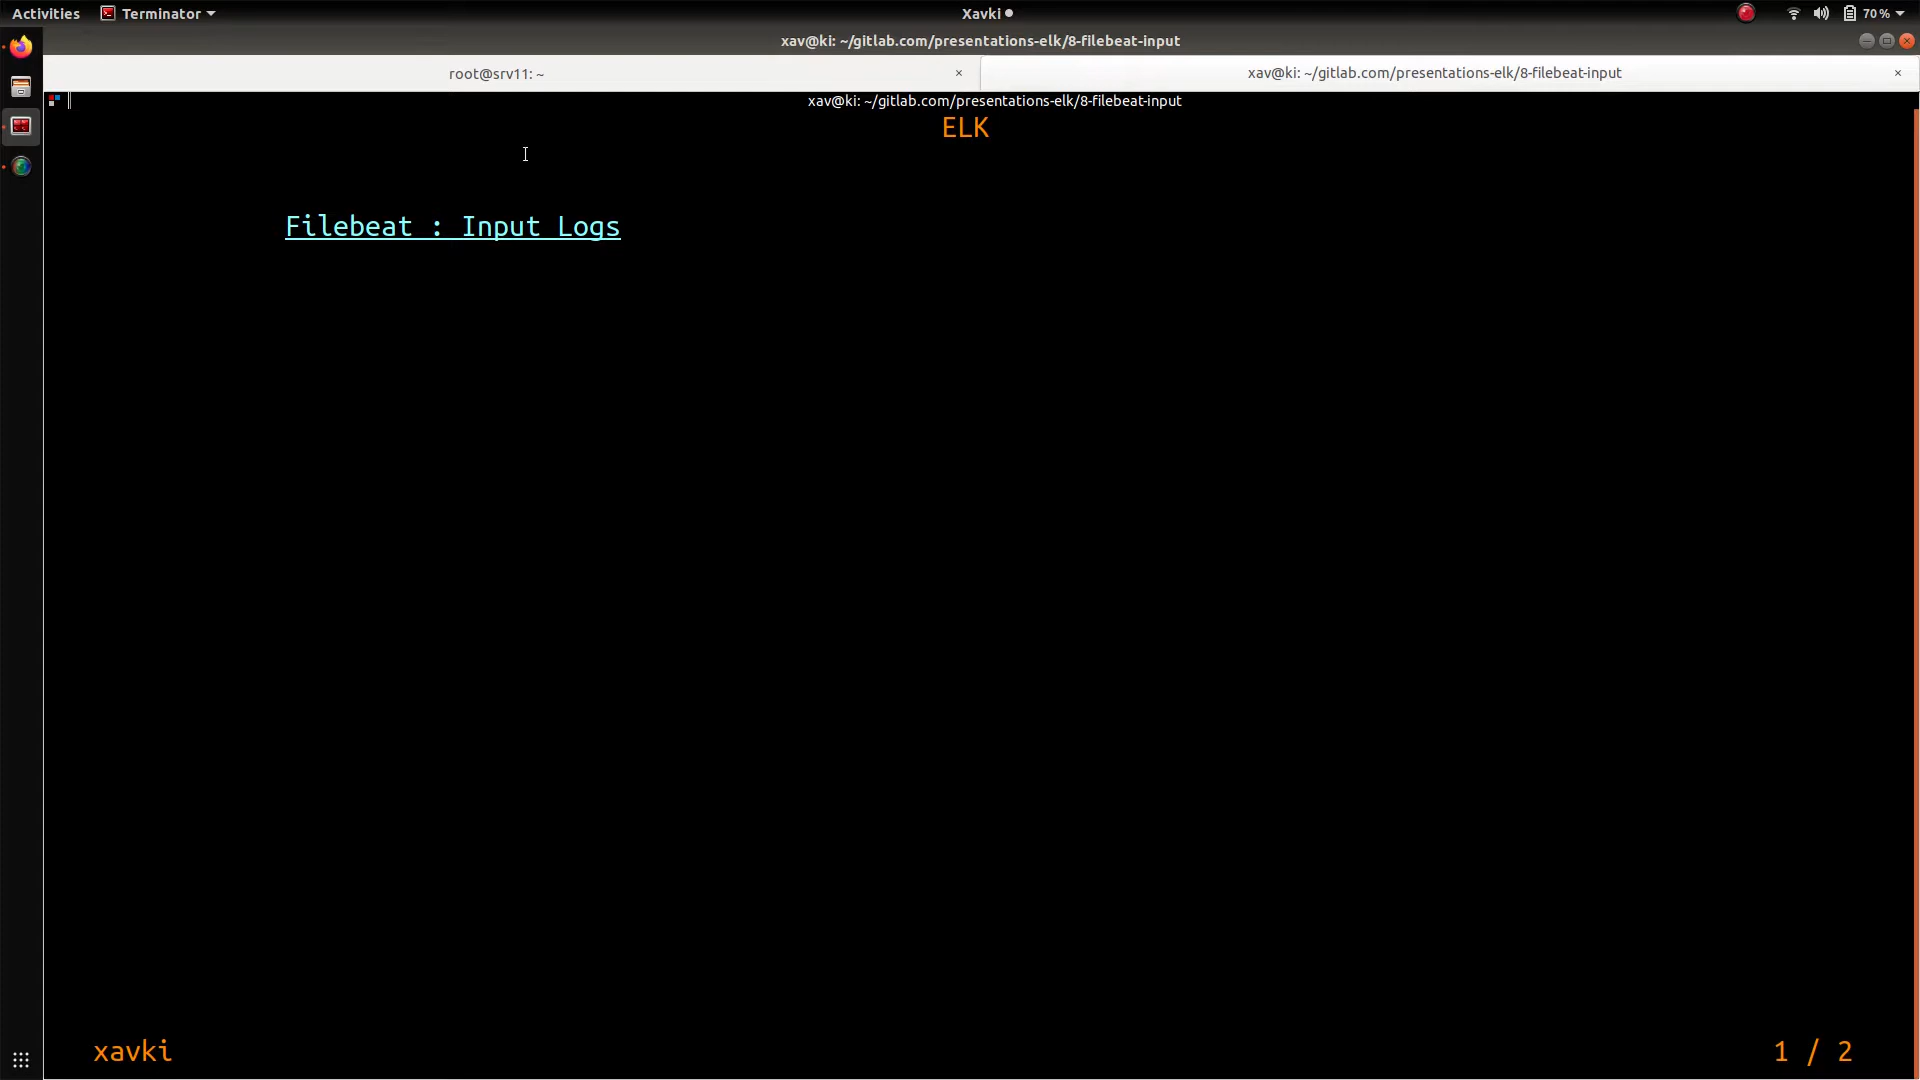 Activities Terminator Xavki 70 %
xav@ki: ~/gitlab.com/presentations-elk/8-filebeat-input
root@srv11: ~ × xav@ki: ~/gitlab.com/presentations-elk/8-filebeat-input ×
xav@ki: ~/gitlab.com/presentations-elk/8-filebeat-input
ELK
Filebeat : Input Logs
xavki 1 / 2